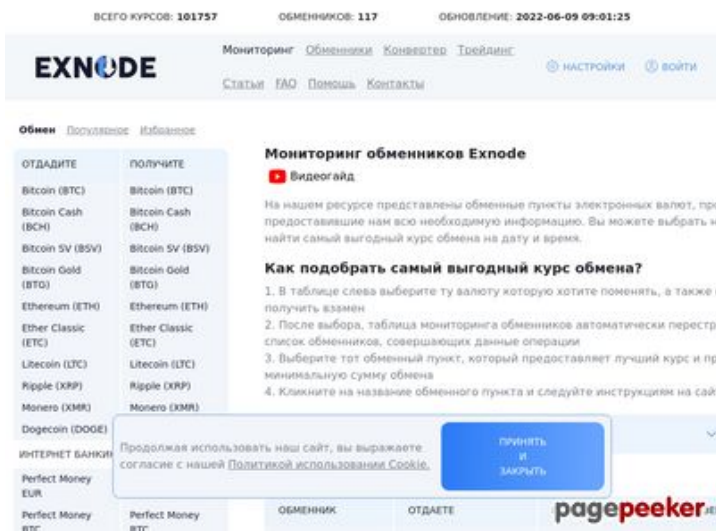 ВСЕГО КУРСОВ: 101757 ОБМЕННИКОВ: 117 ОБНОВЛЕНИЕ: 2022-06-09 09:01:25
EXNODE
Мониторинг Обменники Конвертер Трейдинг
Статьи FAQ Помощь Контакты
НАСТРОЙКИ ВОЙТИ
Обмен Популярное Избранное
ОТДАДИТЕ ПОЛУЧИТЕ
Bitcoin (BTC) Bitcoin (BTC)
Bitcoin Cash Bitcoin Cash
(BCH) (BCH)
Bitcoin SV (BSV) Bitcoin SV (BSV)
Bitcoin Gold Bitcoin Gold
(BTG) (BTG)
Ethereum (ETH) Ethereum (ETH)
Ether Classic Ether Classic
(ETC) (ETC)
Litecoin (LTC) Litecoin (LTC)
Ripple (XRP) Ripple (XRP)
Monero (XMR) Monero (XMR)
Dogecoin (DOGE)
ИНТЕРНЕТ БАНКИН
Perfect Money
EUR
Perfect Money Perfect Money
BTC BTC
Мониторинг обменников Exnode
Видеогайд
На нашем ресурсе представлены обменные пункты электронных валют, пр
предоставившие нам всю необходимую информацию. Вы можете выбрать
найти самый выгодный курс обмена на дату и время.
Как подобрать самый выгодный курс обмена?
1. В таблице слева выберите ту валюту которую хотите поменять, а также
получить взамен
2. После выбора, таблица мониторинга обменников автоматически перестр
список обменников, совершающих данные операции
3. Выберите тот обменный пункт, который предоставляет лучший курс и пр
минимальную сумму обмена
4. Кликните на название обменного пункта и следуйте инструкциям на сай
Продолжая использовать наш сайт, вы выражаете
согласие с нашей Политикой использовании Cookie.
ПРИНЯТЬ
И
ЗАКРЫТЬ
ОБМЕННИК ОТДАЕТЕ
pagepeeker